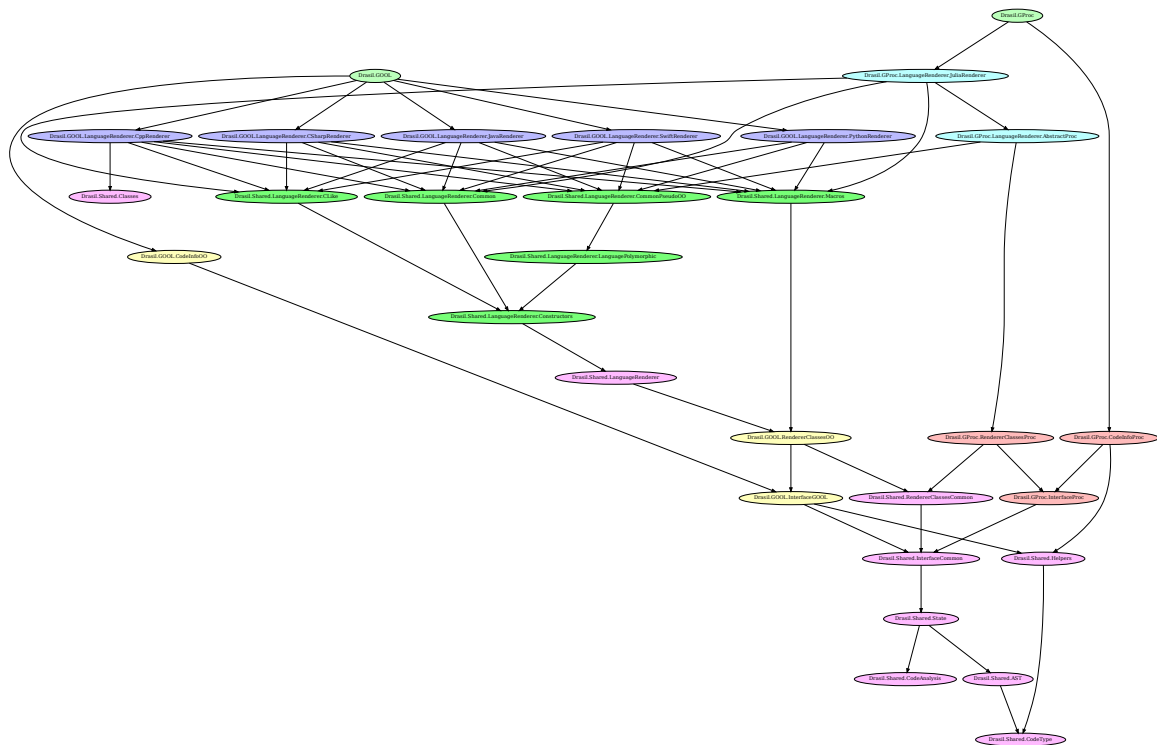 Drasil.GProc
Drasil.GOOL
Drasil.GProc.LanguageRenderer.JuliaRenderer
Drasil.GOOL.LanguageRenderer.CppRenderer
Drasil.GOOL.LanguageRenderer.CSharpRenderer
Drasil.GOOL.LanguageRenderer.JavaRenderer
Drasil.GOOL.LanguageRenderer.SwiftRenderer
Drasil.GOOL.LanguageRenderer.PythonRenderer
Drasil.GProc.LanguageRenderer.AbstractProc
Drasil.Shared.Classes
Drasil.Shared.LanguageRenderer.CLike
Drasil.Shared.LanguageRenderer.Common
Drasil.Shared.LanguageRenderer.CommonPseudoOO
Drasil.Shared.LanguageRenderer.Macros
Drasil.GOOL.CodeInfoOO
Drasil.Shared.LanguageRenderer.LanguagePolymorphic
Drasil.Shared.LanguageRenderer.Constructors
Drasil.Shared.LanguageRenderer
Drasil.GOOL.RendererClassesOO
Drasil.GProc.RendererClassesProc
Drasil.GProc.CodeInfoProc
Drasil.GOOL.InterfaceGOOL
Drasil.Shared.RendererClassesCommon
Drasil.GProc.InterfaceProc
Drasil.Shared.InterfaceCommon
Drasil.Shared.Helpers
Drasil.Shared.State
Drasil.Shared.CodeAnalysis
Drasil.Shared.AST
Drasil.Shared.CodeType